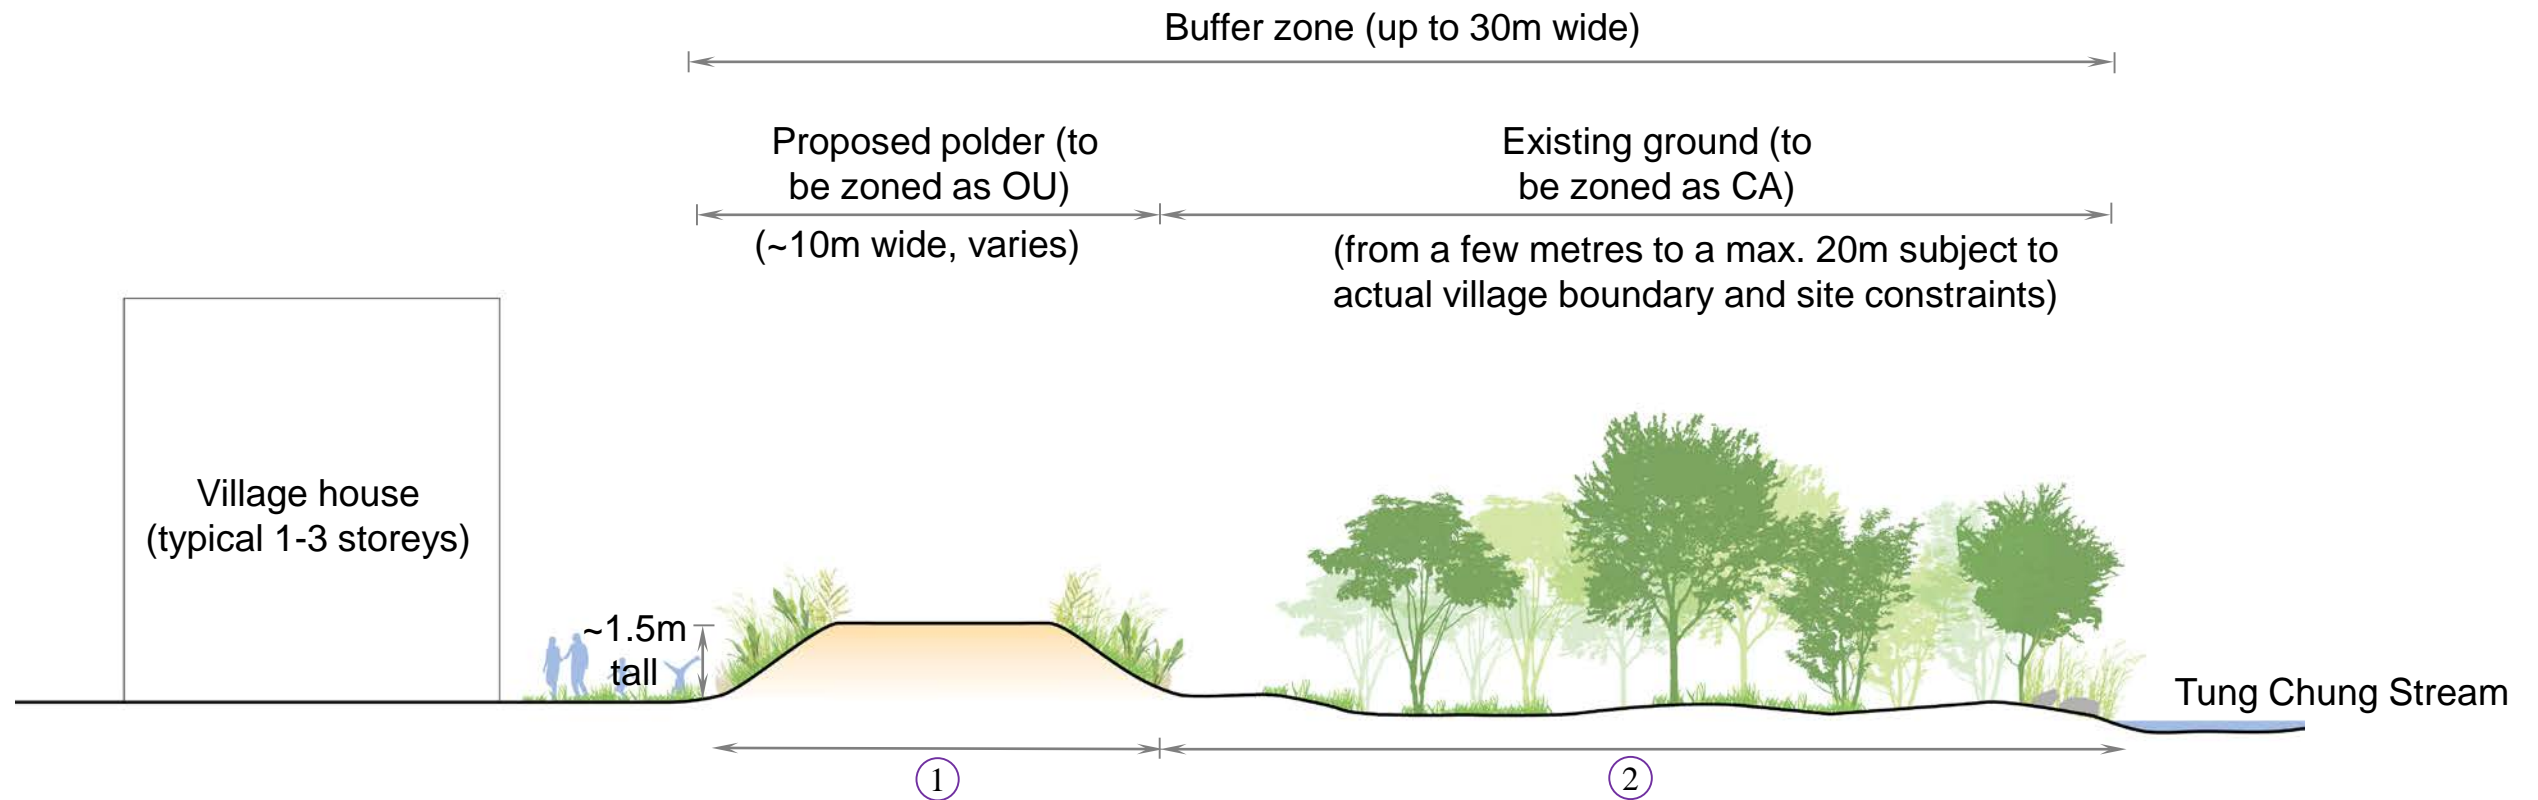 Buffer zone (up to 30m wide)
Proposed polder (to
be zoned as OU)
(~10m wide, varies)
Existing ground (to
be zoned as CA)
(from a few metres to a max. 20m subject to
actual village boundary and site constraints)
Village house
(typical 1-3 storeys)
~1.5m
tall
Tung Chung Stream
1
2